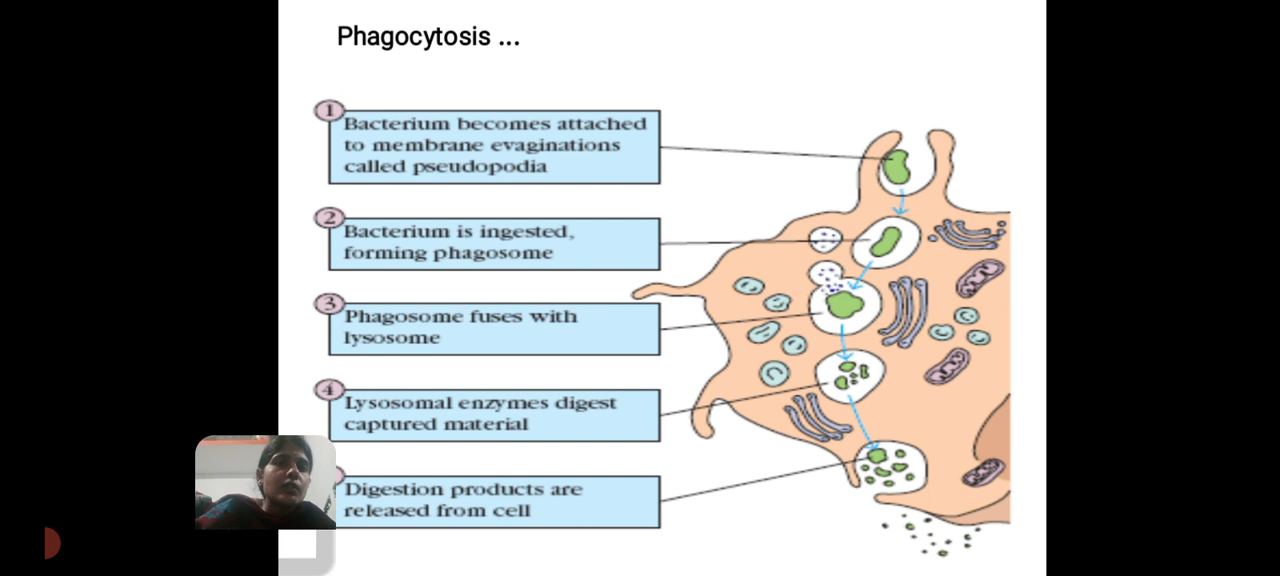 Phagocytosis ...
1
Bacterium becomes attached
to membrane evaginations
called pseudopodia
2
Bacterium is ingested,
forming phagosome
3
Phagosome fuses with
lysosome
4
Lysosomal enzymes digest
captured material
Digestion products are
released from cell